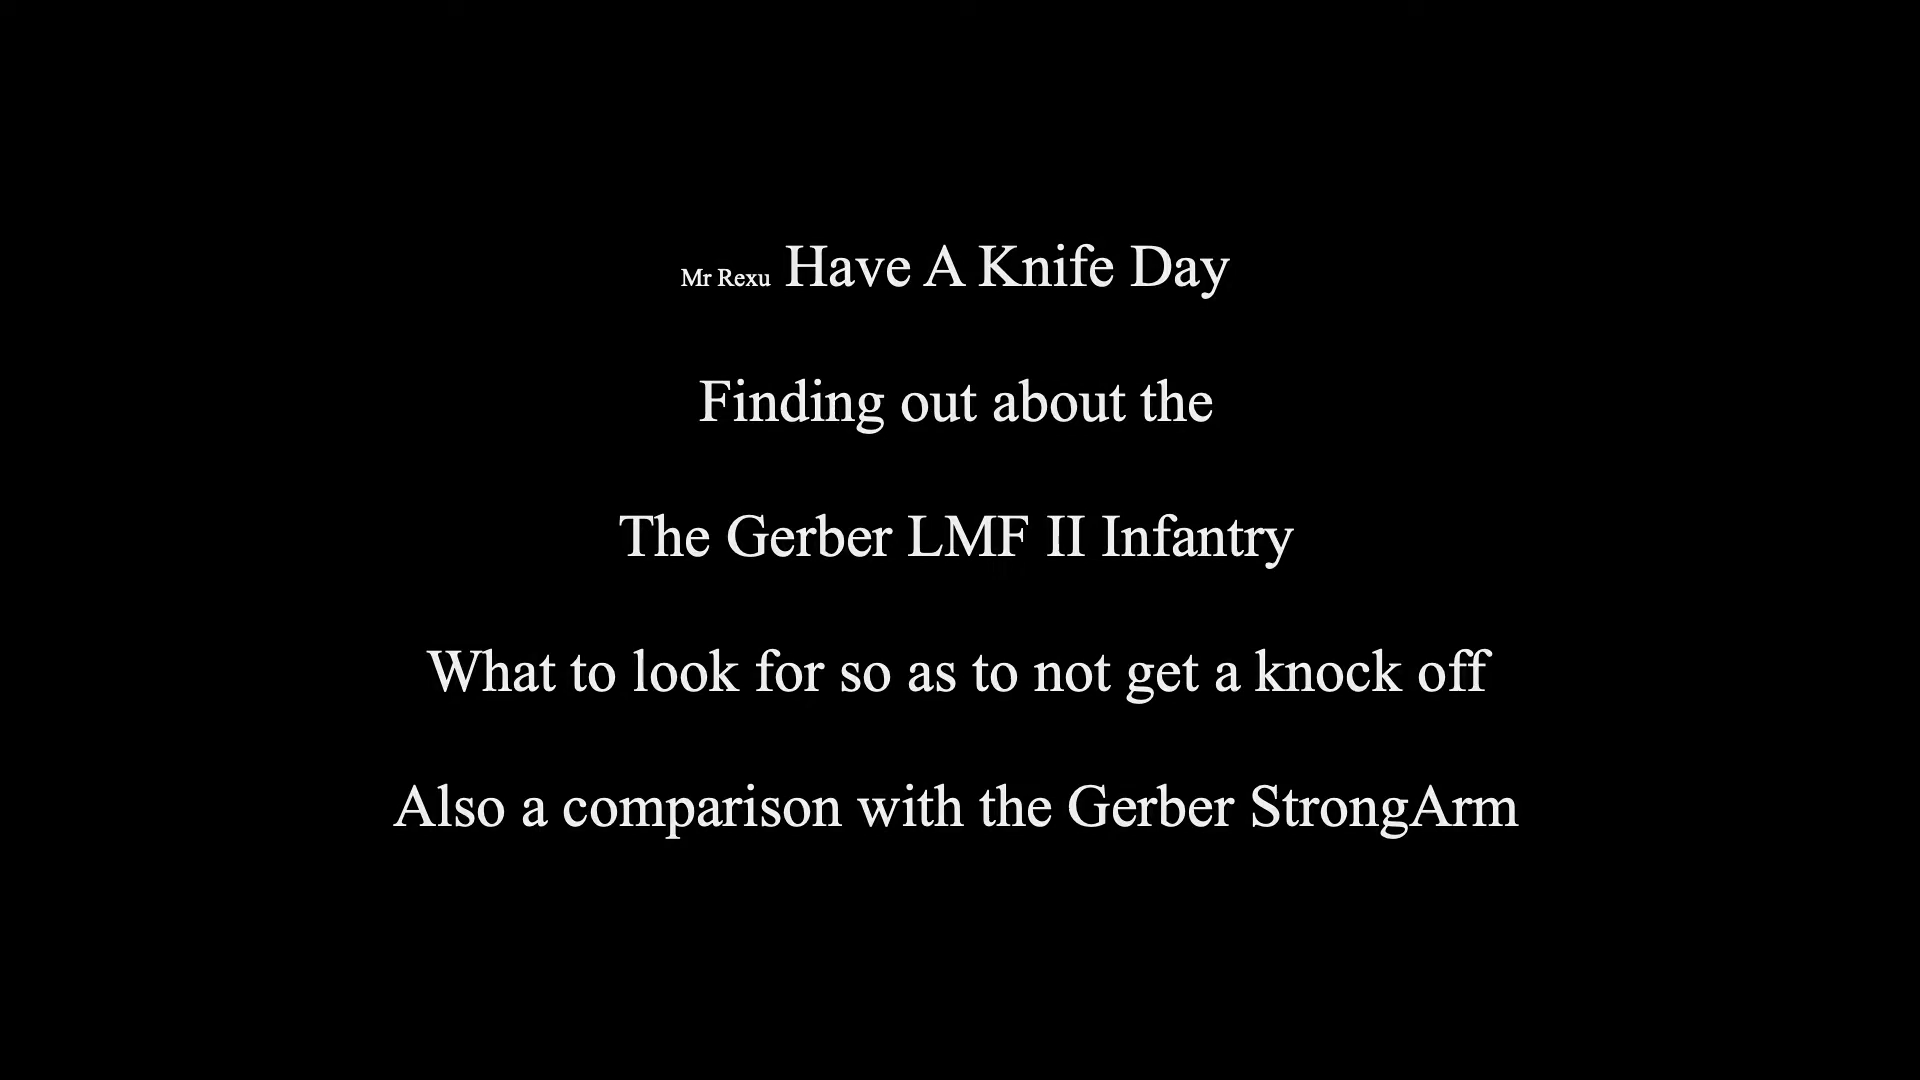 Mr Rexu Have A Knife Day
Finding out about the
The Gerber LMF II Infantry
What to look for so as to not get a knock off
Also a comparison with the Gerber StrongArm